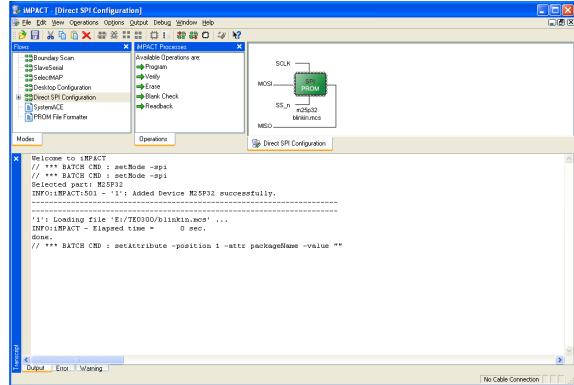 iMPACT - [Direct SPI Configuration]
File Edit View Operations Options Output Debug Window Help
Flows
Boundary Scan
SlaveSerial
SelectMAP
Desktop Configuration
Direct SPI Configuration
SystemACE
PROM File Formatter
Modes
iMPACT Processes
Available Operations are:
Program
Verify
Erase
Blank Check
Readback
Operations
SCLK
MOSI
SPI
PROM
SS_n
m25p32
blinkin.mcs
MISO
Direct SPI Configuration
Welcome to iMPACT
// *** BATCH CMD : setMode -spi
// *** BATCH CMD : setMode -spi
Selected part: M25P32
INFO:iMPACT:501 - '1': Added Device M25P32 successfully.
----------------------------------------------------------------------
----------------------------------------------------------------------
'1': Loading file 'E:/TE0300/blinkin.mcs' ...
INFO:iMPACT - Elapsed time =      0 sec.
done.
// *** BATCH CMD : setAttribute -position 1 -attr packageName -value ""
Transcript
Output Error Warning
No Cable Connection